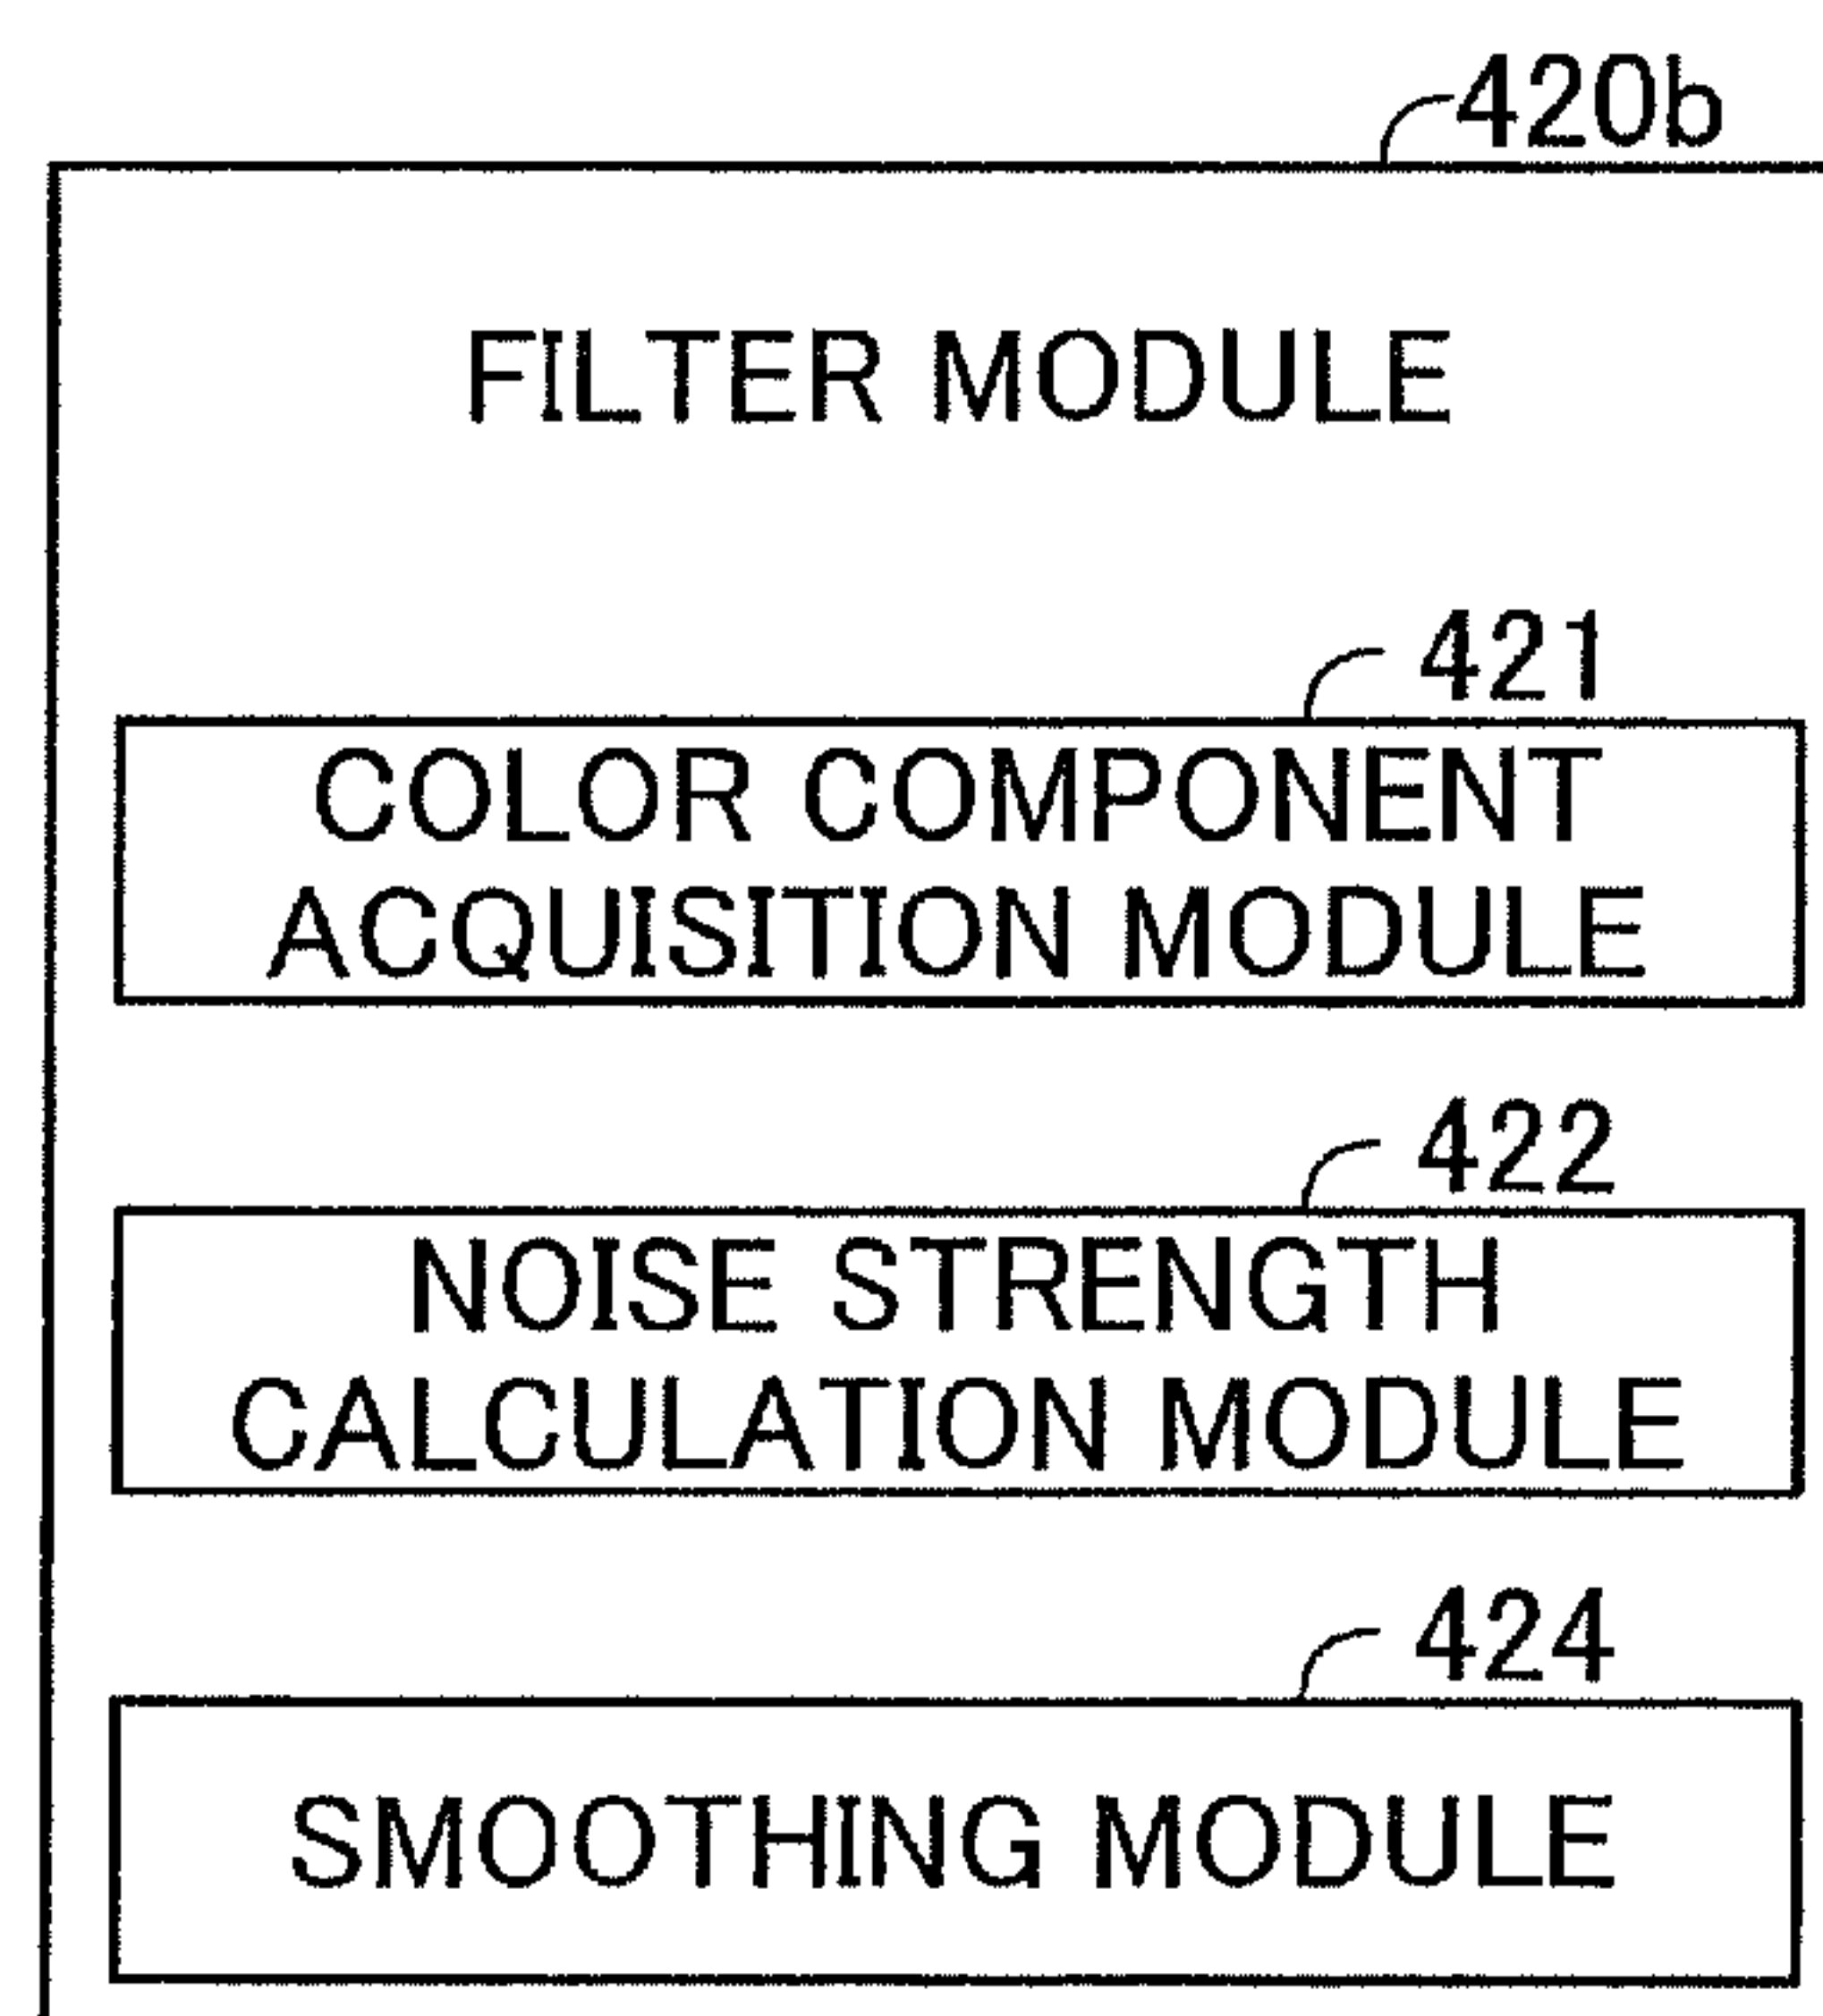 420b
FILTER MODULE
421
COLOR COMPONENT
ACQUISITION MODULE
422
NOISE STRENGTH
CALCULATION MODULE
424
SMOOTHING MODULE